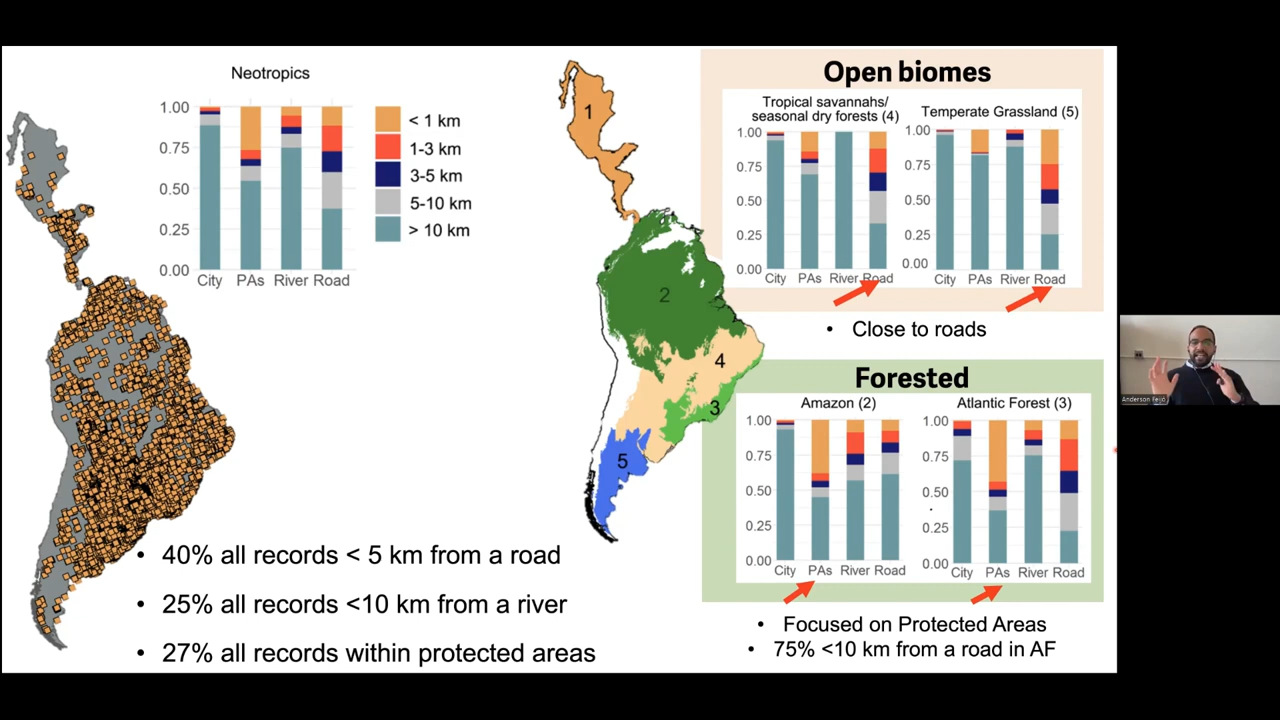 Neotropics
1.00
0.75
0.50
0.25
0.00
City PAs River Road
< 1 km
1-3 km
3-5 km
5-10 km
> 10 km
• 40% all records < 5 km from a road
• 25% all records <10 km from a river
• 27% all records within protected areas
1
2
4
3
5
Open biomes
Tropical savannahs/
seasonal dry forests (4)
1.00
0.75
0.50
0.25
0.00
City PAs River Road
Temperate Grassland (5)
1.00
0.75
0.50
0.25
0.00
City PAs River Road
• Close to roads
Forested
Amazon (2)
1.00
0.75
0.50
0.25
0.00
City PAs River Road
Atlantic Forest (3)
1.00
0.75
0.50
0.25
0.00
City PAs River Road
• Focused on Protected Areas
• 75% <10 km from a road in AF
Anderson Feijó